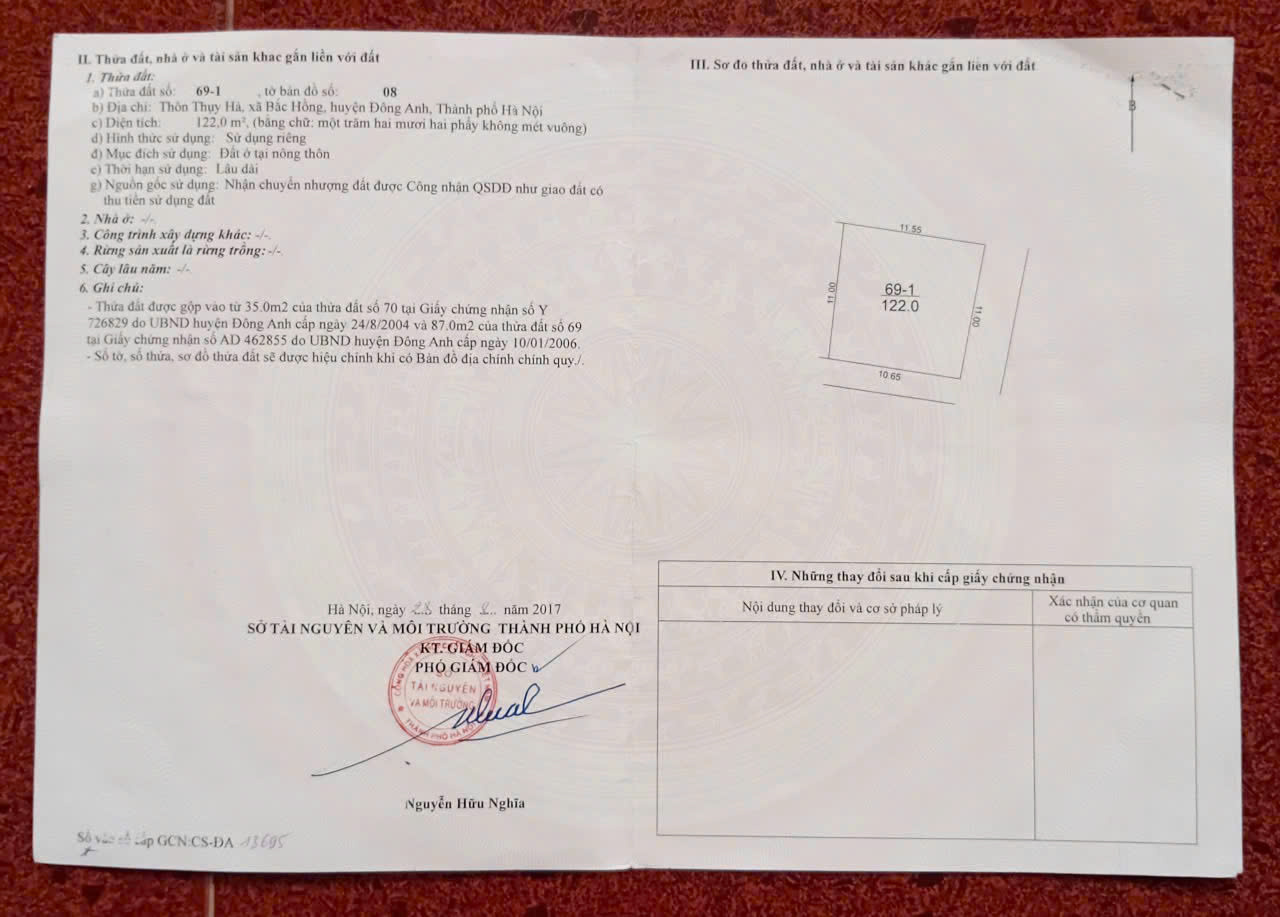 II. Thửa đất, nhà ở và tài sản khac gắn liền với đất
1. Thửa đất:
a) Thửa đất số: 69-1 , tờ bản đồ số: 08
b) Địa chỉ: Thôn Thụy Hà, xã Bắc Hồng, huyện Đông Anh, Thành phố Hà Nội
c) Diện tích: 122,0 m², (bằng chữ: một trăm hai mươi hai phẩy không mét vuông)
d) Hình thức sử dụng: Sử dụng riêng
đ) Mục đích sử dụng: Đất ở tại nông thôn
e) Thời hạn sử dụng: Lâu dài
g) Nguồn gốc sử dụng: Nhận chuyển nhượng đất được Công nhận QSDĐ như giao đất có
thu tiền sử dụng đất
2. Nhà ở: -/-.
3. Công trình xây dựng khác: -/-.
4. Rừng sản xuất là rừng trồng: -/-.
5. Cây lâu năm: -/-.
6. Ghi chú:
- Thửa đất được gộp vào từ 35.0m2 của thửa đất số 70 tại Giấy chứng nhận số Y
726829 do UBND huyện Đông Anh cấp ngày 24/8/2004 và 87.0m2 của thửa đất số 69
tại Giấy chứng nhận số AD 462855 do UBND huyện Đông Anh cấp ngày 10/01/2006.
- Số tờ, số thửa, sơ đồ thửa đất sẽ được hiệu chỉnh khi có Bản đồ địa chính chính quy./.
Hà Nội, ngày 28 tháng năm 2017
SỞ TÀI NGUYÊN VÀ MÔI TRƯỜNG THÀNH PHỐ HÀ NỘI
KT. GIÁM ĐỐC
PHÓ GIÁM ĐỐC
SỞ
TÀI NGUYÊN
VÀ MÔI TRƯỜNG
THÀNH PHỐ HÀ NỘI
Nguyễn Hữu Nghĩa
Số vào sổ cấp GCN:CS-ĐA 13695
III. Sơ đồ thửa đất, nhà ở và tài sản khác gắn liền với đất
B
11.55
11.00
69-1
122.0
11.00
10.65
IV. Những thay đổi sau khi cấp giấy chứng nhận
Nội dung thay đổi và cơ sở pháp lý
Xác nhận của cơ quan
có thẩm quyền